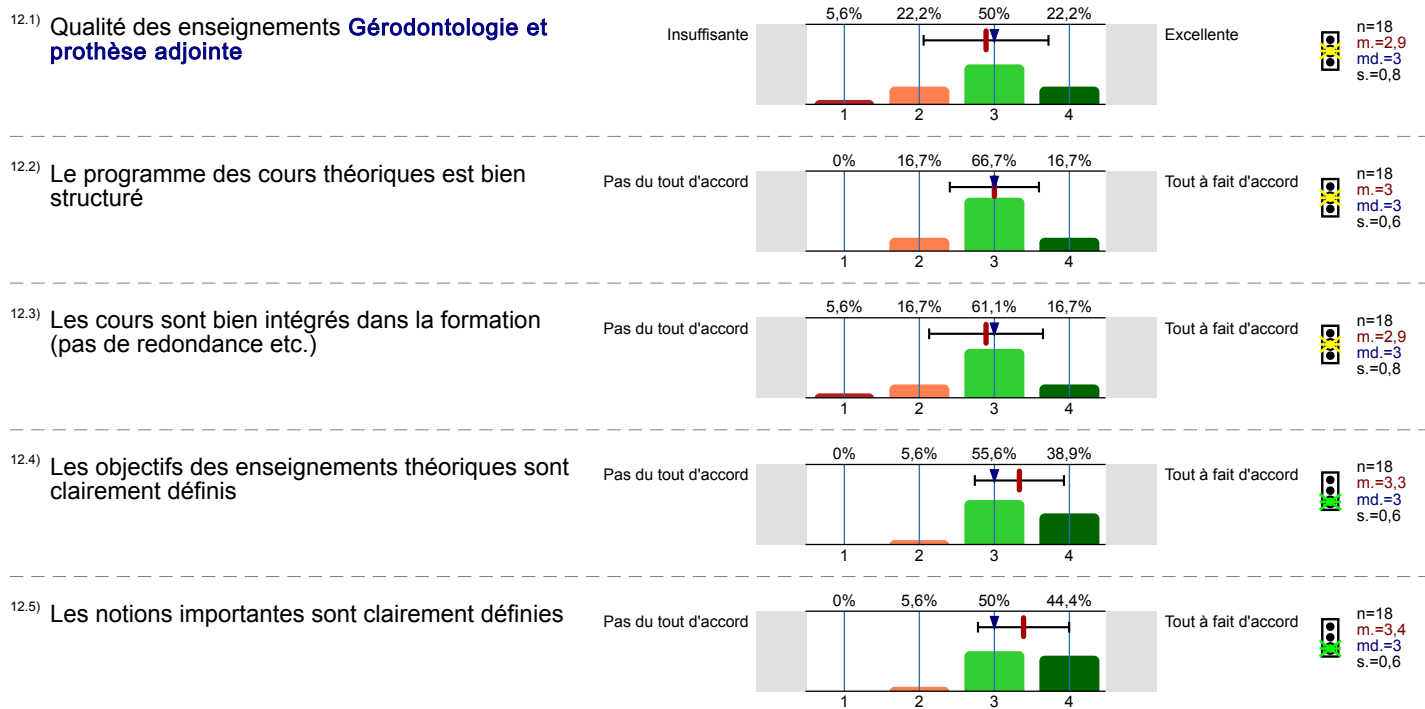 12.1) Qualité des enseignements Gérodontologie et
prothèse adjointe
Insuffisante
5,6% 22,2% 50% 22,2%
1 2 3 4
Excellente
n=18
m.=2,9
md.=3
s.=0,8
12.2) Le programme des cours théoriques est bien
structuré
Pas du tout d'accord
0% 16,7% 66,7% 16,7%
1 2 3 4
Tout à fait d'accord
n=18
m.=3
md.=3
s.=0,6
12.3) Les cours sont bien intégrés dans la formation
(pas de redondance etc.)
Pas du tout d'accord
5,6% 16,7% 61,1% 16,7%
1 2 3 4
Tout à fait d'accord
n=18
m.=2,9
md.=3
s.=0,8
12.4) Les objectifs des enseignements théoriques sont
clairement définis
Pas du tout d'accord
0% 5,6% 55,6% 38,9%
1 2 3 4
Tout à fait d'accord
n=18
m.=3,3
md.=3
s.=0,6
12.5) Les notions importantes sont clairement définies
Pas du tout d'accord
0% 5,6% 50% 44,4%
1 2 3 4
Tout à fait d'accord
n=18
m.=3,4
md.=3
s.=0,6